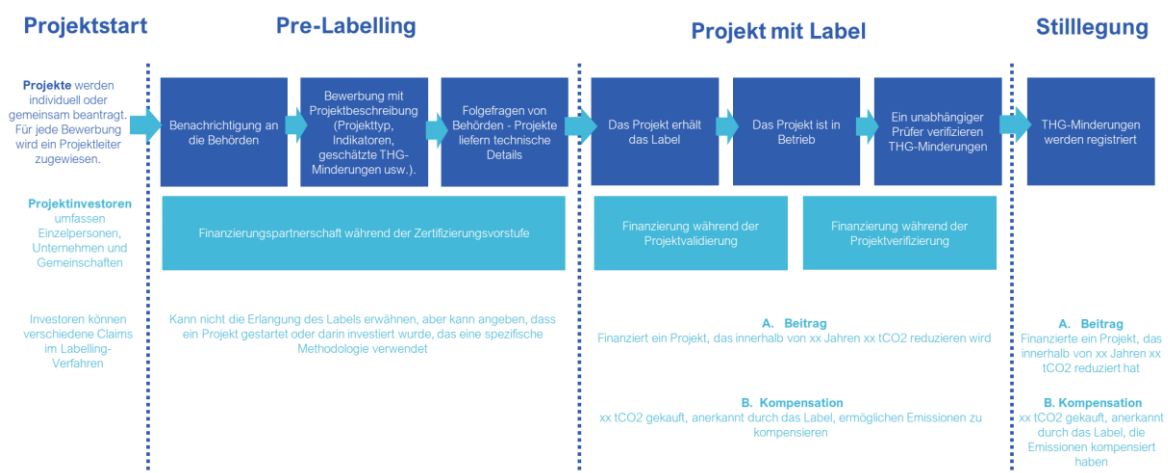 Projektstart
Pre-Labelling
Projekt mit Label
Stilllegung
Projekte werden
individuell oder
gemeinsam beantragt.
Für jede Bewerbung
wird ein Projektleiter
zugewiesen.
Benachrichtigung an
die Behörden
Bewerbung mit
Projektbeschreibung
(Projekttyp,
Indikatoren,
geschätzte THG-
Minderungen usw.).
Folgefragen von
Behörden - Projekte
liefern technische
Details
Das Projekt erhält
das Label
Das Projekt ist in
Betrieb
Ein unabhängiger
Prüfer verifizieren
THG-Minderungen
THG-Minderungen
werden registriert
Projektinvestoren
umfassen
Einzelpersonen,
Unternehmen und
Gemeinschaften
Finanzierungspartnerschaft während der Zertifizierungsvorstufe
Finanzierung während der
Projektvalidierung
Finanzierung während der
Projektverifizierung
Investoren können
verschiedene Claims
im Labelling-
Verfahren
Kann nicht die Erlangung des Labels erwähnen, aber kann angeben, dass
ein Projekt gestartet oder darin investiert wurde, das eine spezifische
Methodologie verwendet
A. Beitrag
Finanziert ein Projekt, das innerhalb von xx Jahren xx tCO2 reduzieren wird
B. Kompensation
xx tCO2 gekauft, anerkannt durch das Label, ermöglichen Emissionen zu
kompensieren
A. Beitrag
Finanzierte ein Projekt, das
innerhalb von xx Jahren xx
tCO2 reduziert hat
B. Kompensation
xx tCO2 gekauft, anerkannt
durch das Label, die
Emissionen kompensiert
haben